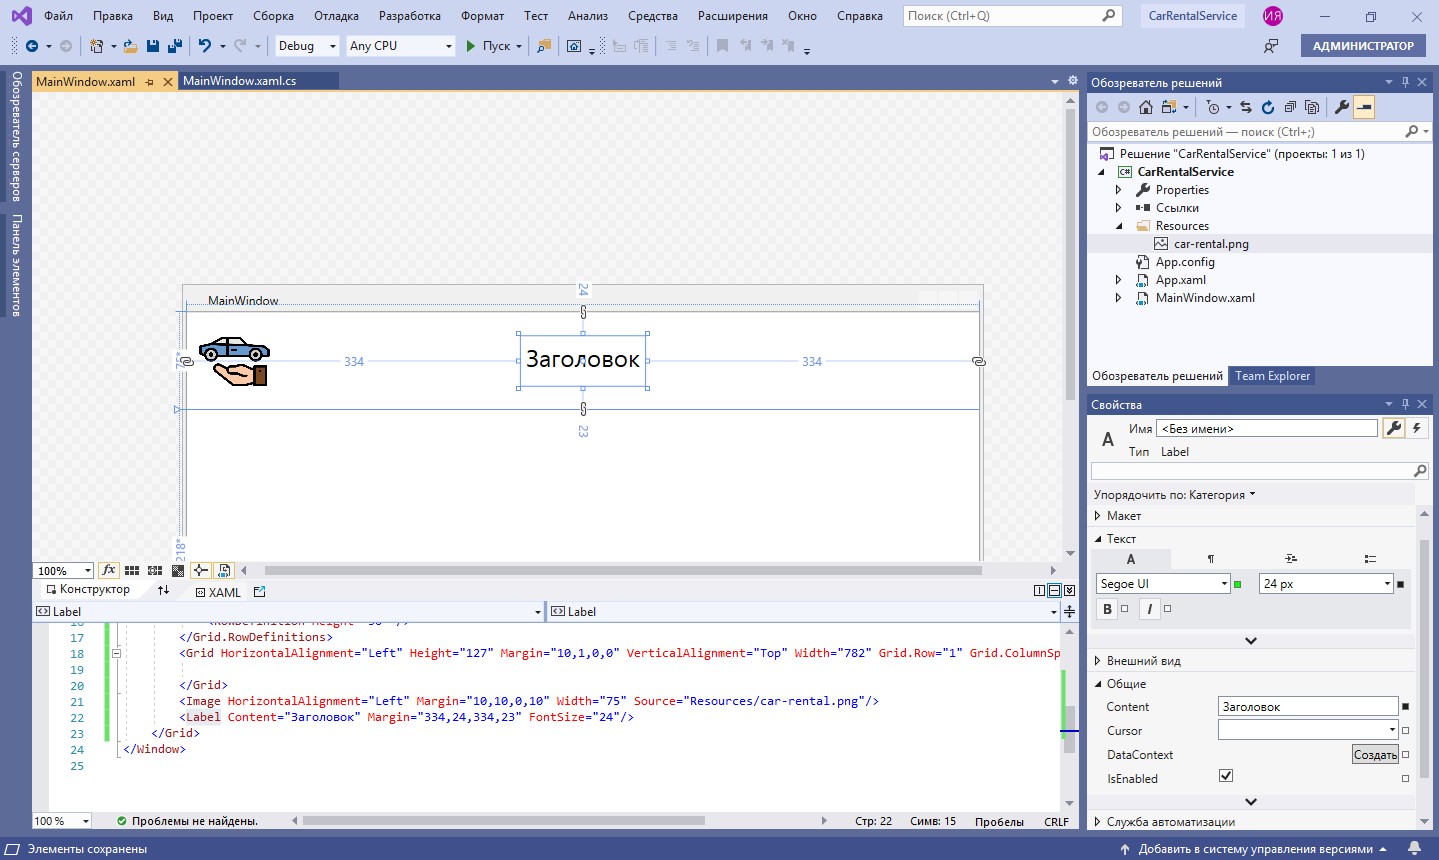 Файл Правка Вид Проект Сборка Отладка Разработка Формат Тест Анализ Средства Расширения Окно Справка Поиск (Ctrl+Q) CarRentalService ИЯ
Debug Any CPU Пуск АДМИНИСТРАТОР
Обозреватель серверов
Панель элементов
MainWindow.xaml MainWindow.xaml.cs
MainWindow
24
75*
334
Заголовок
334
23
218*
100% fx
Конструктор XAML
Label Label
16 <RowDefinition Height="50*"/>
17 </Grid.RowDefinitions>
18 <Grid HorizontalAlignment="Left" Height="127" Margin="10,1,0,0" VerticalAlignment="Top" Width="782" Grid.Row="1" Grid.ColumnSp
19
20 </Grid>
21 <Image HorizontalAlignment="Left" Margin="10,10,0,10" Width="75" Source="Resources/car-rental.png"/>
22 <Label Content="Заголовок" Margin="334,24,334,23" FontSize="24"/>
23 </Grid>
24 </Window>
25
100 % Проблемы не найдены. Стр: 22 Симв: 15 Пробелы CRLF
Обозреватель решений
Обозреватель решений — поиск (Ctrl+;)
Решение "CarRentalService" (проекты: 1 из 1)
C# CarRentalService
Properties
Ссылки
Resources
car-rental.png
App.config
App.xaml
MainWindow.xaml
Обозреватель решений Team Explorer
Свойства
A
Имя <Без имени>
Тип Label
Упорядочить по: Категория
Макет
Текст
A ¶
Segoe UI 24 px
B I
Внешний вид
Общие
Content Заголовок
Cursor
DataContext Создать
IsEnabled
Служба автоматизации
Элементы сохранены Добавить в систему управления версиями